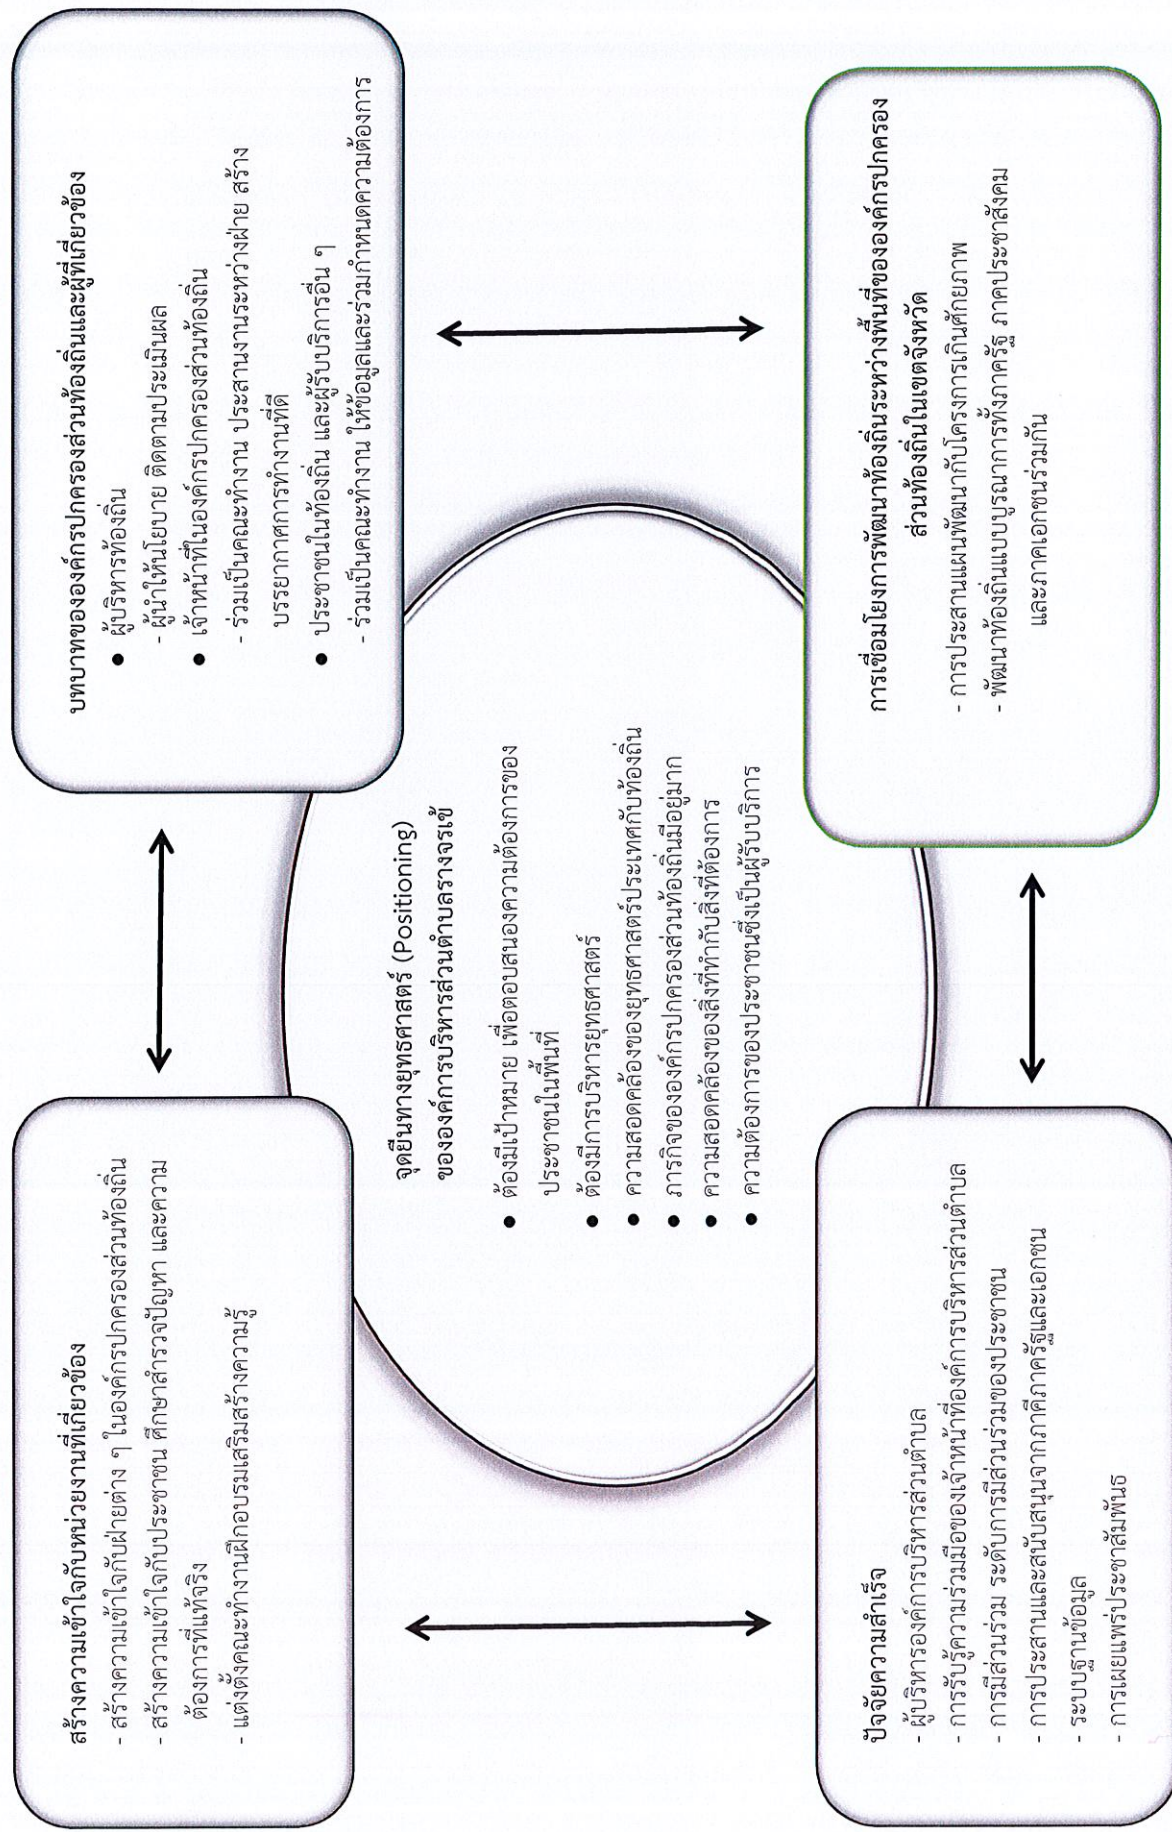 สร้างความเข้าใจกับหน่วยงานที่เกี่ยวข้อง
- สร้างความเข้าใจกับฝ่ายต่าง ๆ ในองค์กรปกครองส่วนท้องถิ่น
- สร้างความเข้าใจกับประชาชน ศึกษาสำรวจปัญหา และความ
ต้องการที่แท้จริง
- แต่งตั้งคณะทำงานฝึกอบรมเสริมสร้างความรู้
บทบาทขององค์กรปกครองส่วนท้องถิ่นและผู้ที่เกี่ยวข้อง
● ผู้บริหารท้องถิ่น
- ผู้นำให้นโยบาย ติดตามประเมินผล
● เจ้าหน้าที่ในองค์กรปกครองส่วนท้องถิ่น
- ร่วมเป็นคณะทำงาน ประสานงานระหว่างฝ่าย สร้าง
บรรยากาศการทำงานที่ดี
● ประชาชนในท้องถิ่น และผู้รับบริการอื่น ๆ
- ร่วมเป็นคณะทำงาน ให้ข้อมูลและร่วมกำหนดความต้องการ
จุดยืนทางยุทธศาสตร์ (Positioning)
ขององค์การบริหารส่วนตำบลรางจรเข้
● ต้องมีเป้าหมาย เพื่อตอบสนองความต้องการของ
ประชาชนในพื้นที่
● ต้องมีการบริหารยุทธศาสตร์
● ความสอดคล้องของยุทธศาสตร์ประเทศกับท้องถิ่น
● ภารกิจขององค์กรปกครองส่วนท้องถิ่นมีอยู่มาก
● ความสอดคล้องของสิ่งที่ทำกับสิ่งที่ต้องการ
● ความต้องการของประชาชนซึ่งเป็นผู้รับบริการ
ปัจจัยความสำเร็จ
- ผู้บริหารองค์การบริหารส่วนตำบล
- การรับรู้ความร่วมมือของเจ้าหน้าที่องค์การบริหารส่วนตำบล
- การมีส่วนร่วม ระดับการมีส่วนร่วมของประชาชน
- การประสานและสนับสนุนจากภาคีภาครัฐและเอกชน
- ระบบฐานข้อมูล
- การเผยแพร่ประชาสัมพันธ์
การเชื่อมโยงการพัฒนาท้องถิ่นระหว่างพื้นที่ขององค์กรปกครอง
ส่วนท้องถิ่นในเขตจังหวัด
- การประสานแผนพัฒนากับโครงการเกินศักยภาพ
- พัฒนาท้องถิ่นแบบบูรณาการทั้งภาครัฐ ภาคประชาสังคม
และภาคเอกชนร่วมกัน